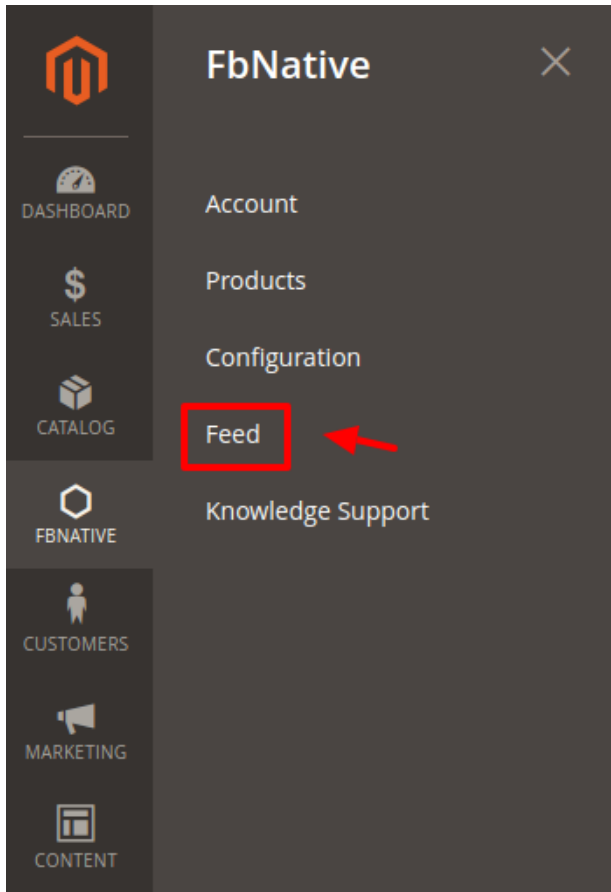 FbNative
DASHBOARD
SALES
CATALOG
FBNATIVE
CUSTOMERS
MARKETING
CONTENT
Account
Products
Configuration
Feed
Knowledge Support